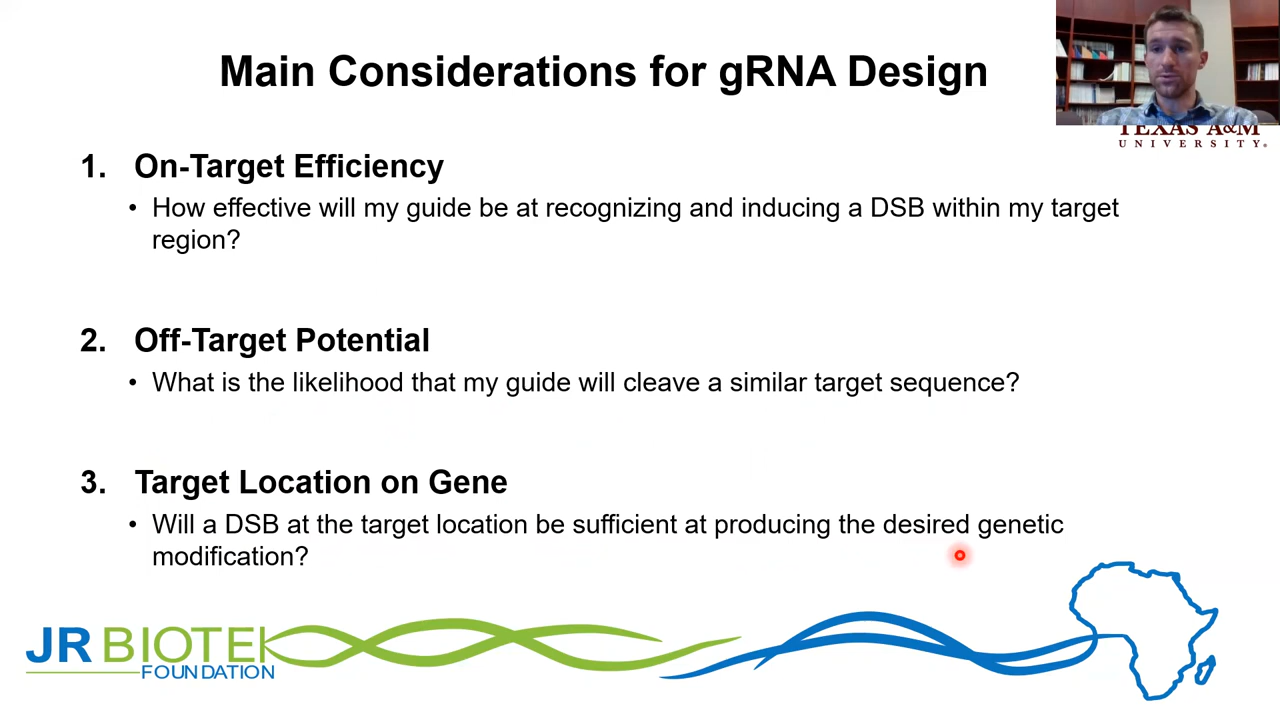 Main Considerations for gRNA Design
TEXAS A&M
UNIVERSITY®
1. On-Target Efficiency
• How effective will my guide be at recognizing and inducing a DSB within my target
region?
2. Off-Target Potential
• What is the likelihood that my guide will cleave a similar target sequence?
3. Target Location on Gene
• Will a DSB at the target location be sufficient at producing the desired genetic
modification?
JR BIOTEK
FOUNDATION